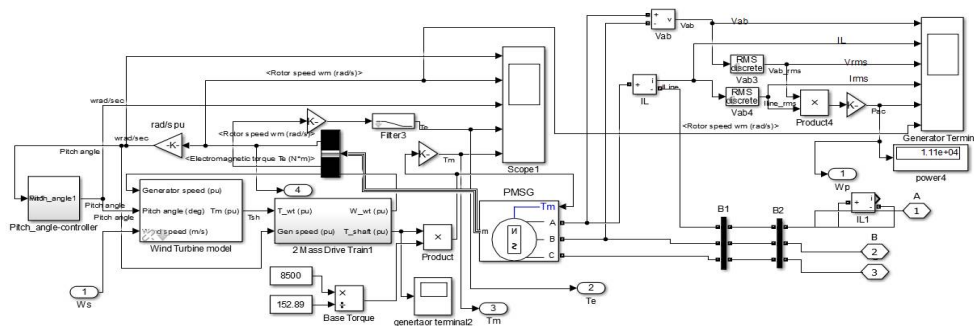 Vab
Vab
Vab
IL
IL
Iline
RMS
discrete
Vab3
Vab_rms
Vrms
RMS
discrete
Vab4
Iline_rms
Irms
Product4
K-
Psc
<Rotor speed wm (rad/s)>
Generator Termin
1.11e+04
power4
1
Wp
<Rotor speed wm (rad/s)>
wrad/sec
K-
Filter3
Te
Scope1
rad/s pu
wrad/sec
-K-
<Rotor speed wm (rad/s)>
<Electromagnetic torque Te (N*m)>
K-
Tm
Pitch angle
Pitch_angle-controller
Pitch angle
Pitch angle
Generator speed (pu)
Pitch angle (deg)
Wind speed (m/s)
Tm (pu)
Wind Turbine model
Tsh
4
T_wt (pu)
Gen speed (pu)
W_wt (pu)
T_shaft (pu)
2 Mass Drive Train1
Product
m
PMSG
Tm
N
S
A
B
C
B1
B2
IL1
A
1
B
2
3
1
Ws
8500
152.89
Base Torque
genertaor terminal2
3
Tm
2
Te